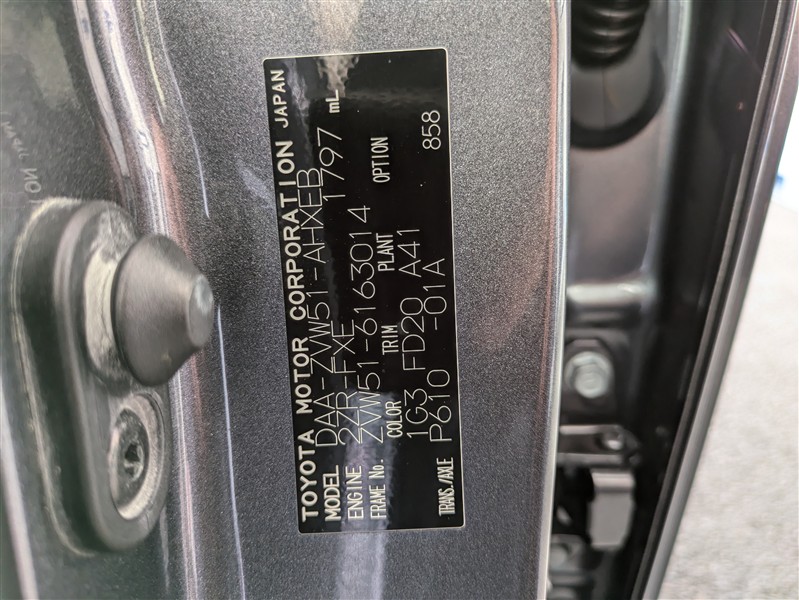 TOYOTA MOTOR CORPORATION JAPAN
MODEL DAA-ZVW51-AHXEB
ENGINE 2ZR-FXE 1797 mL
FRAME No. ZVW51-6163014
COLOR TRIM PLANT OPTION
1G3 FD20 A41 858
TRANS./AXLE P610 -01A